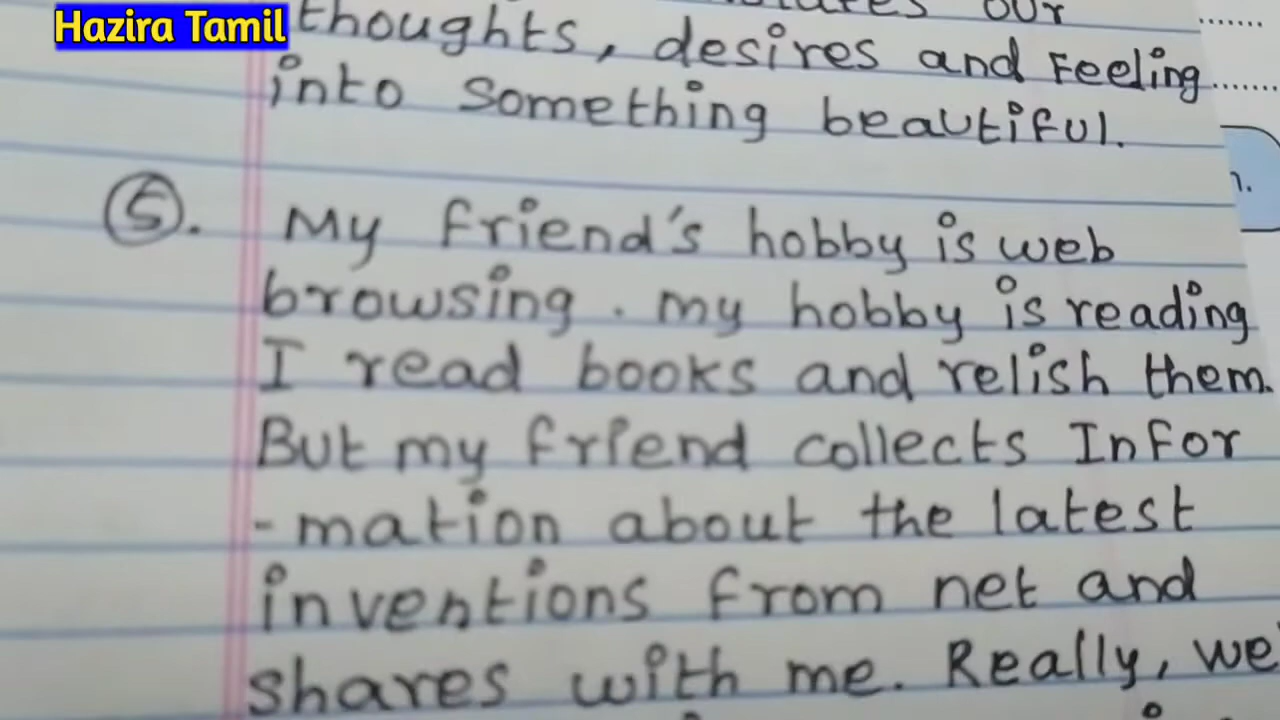 Hazira Tamil
our
thoughts, desires and Feeling
into something beautiful.
5. My friend's hobby is web
browsing. my hobby is reading
I read books and relish them.
But my friend collects Infor
-mation about the latest
inventions from net and
shares with me. Really, we